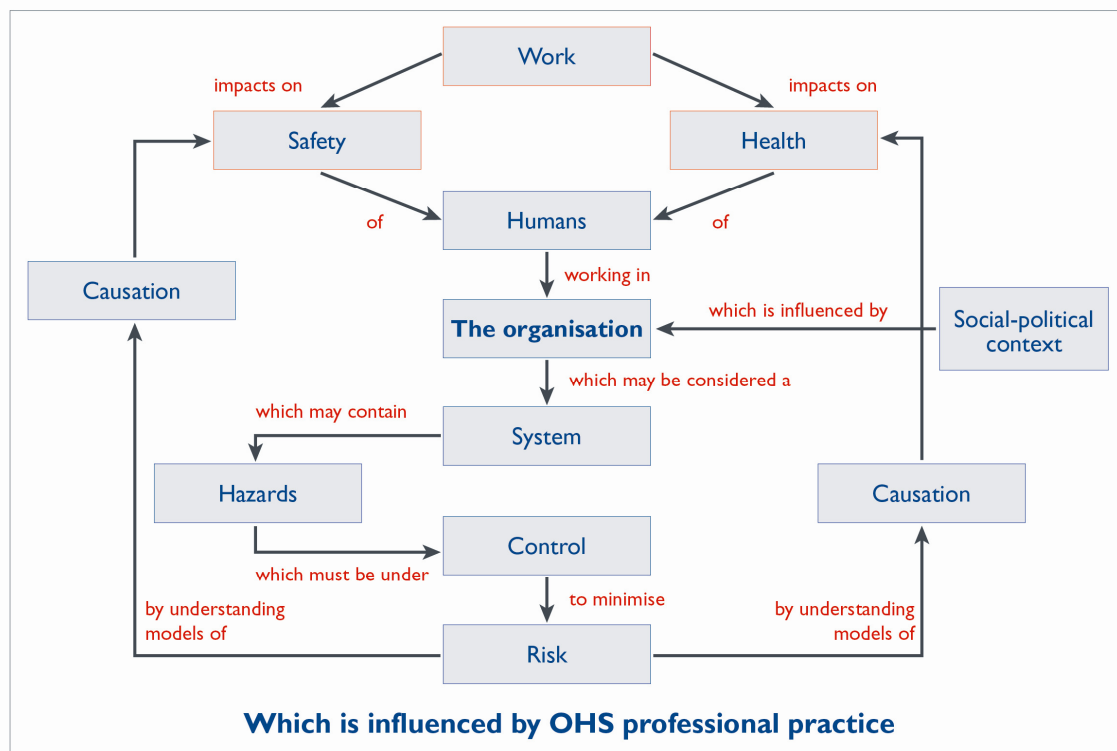 Work
impacts on
impacts on
Safety
Health
of
Humans
of
working in
Causation
The organisation
which is influenced by
Social-political
context
which may be considered a
which may contain
System
Hazards
Causation
Control
which must be under
to minimise
by understanding
models of
by understanding
models of
Risk
Which is influenced by OHS professional practice